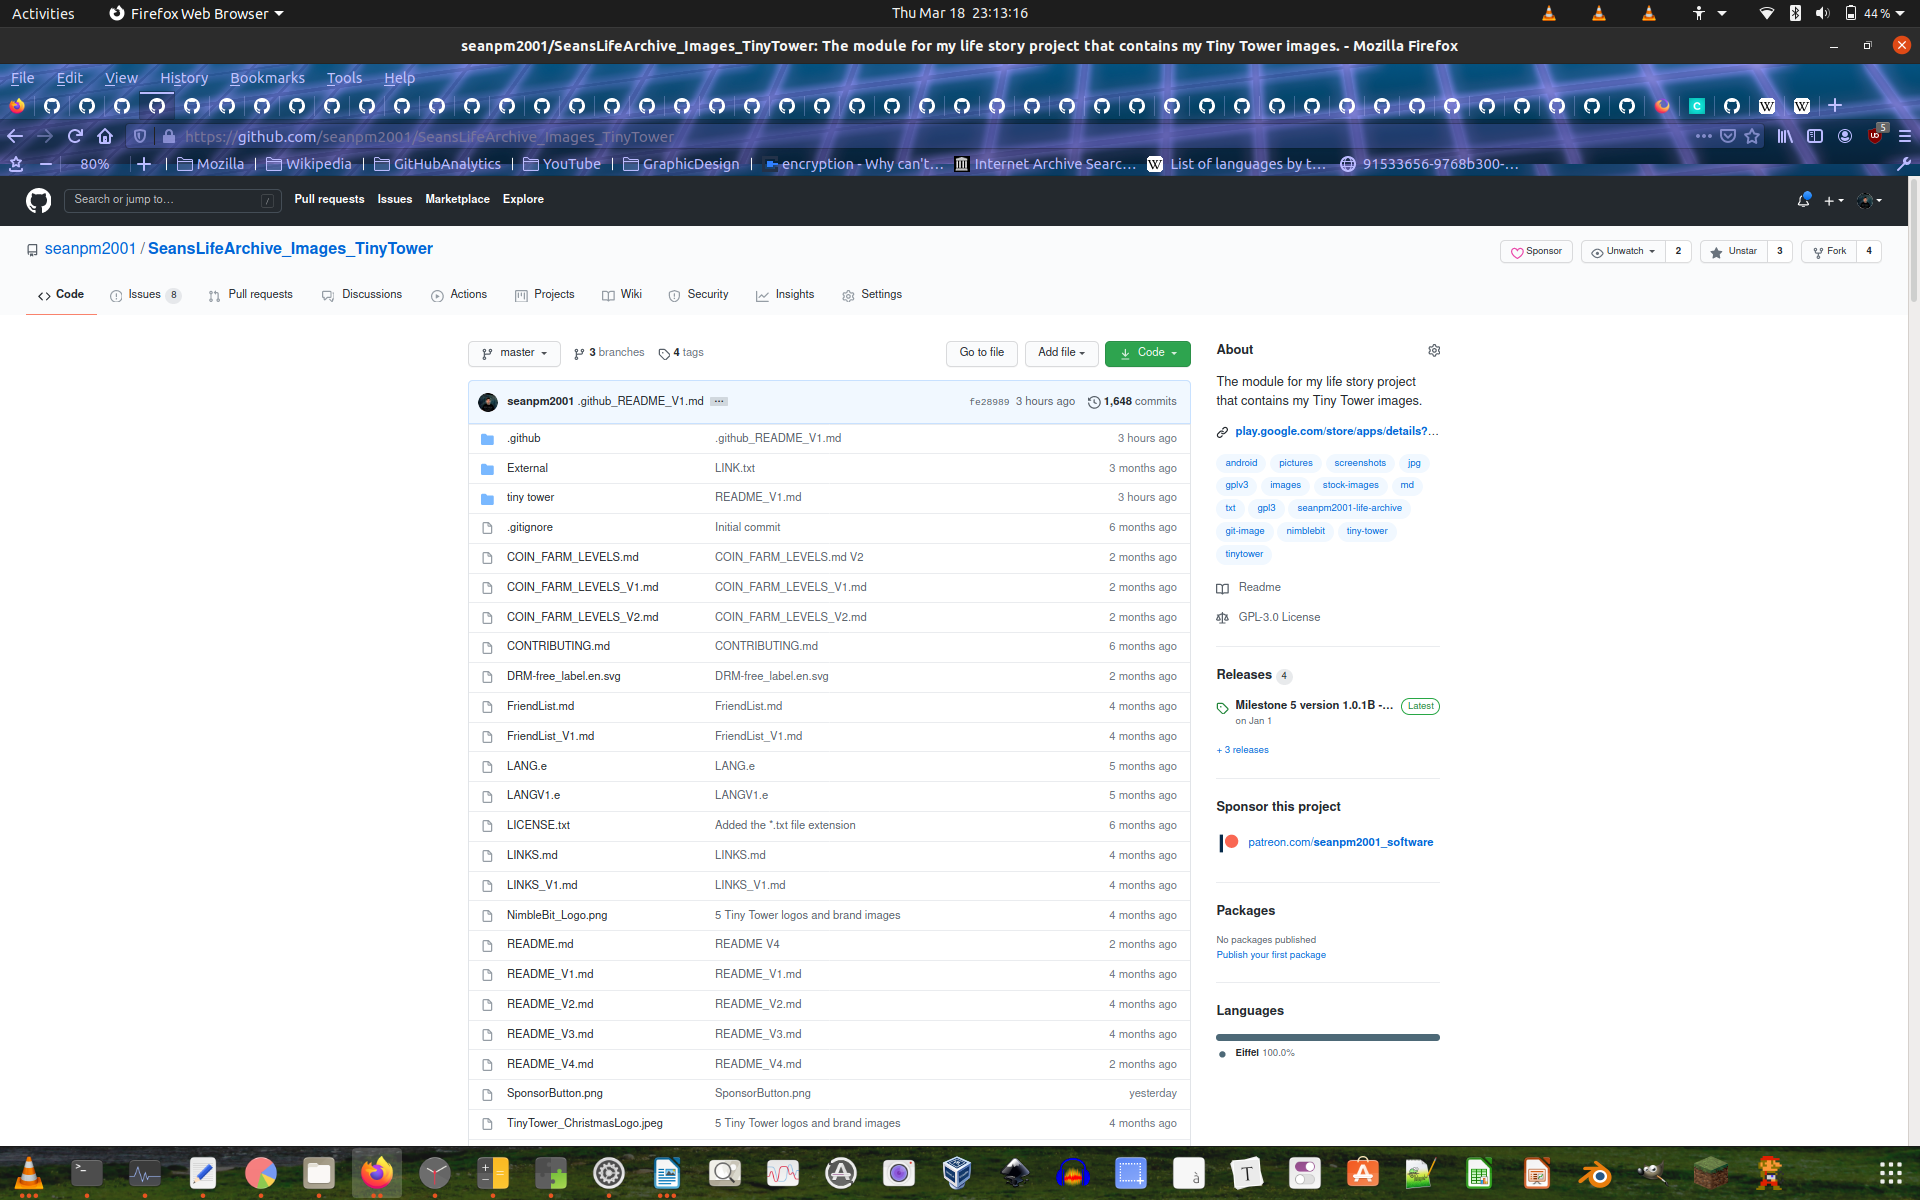 Activities Firefox Web Browser Thu Mar 18 23:13:16 44 %
seanpm2001/SeansLifeArchive_Images_TinyTower: The module for my life story project that contains my Tiny Tower images. - Mozilla Firefox
File Edit View History Bookmarks Tools Help
https://github.com/seanpm2001/SeansLifeArchive_Images_TinyTower 5
80% Mozilla Wikipedia GitHubAnalytics YouTube GraphicDesign encryption - Why can't… Internet Archive Searc… List of languages by t… 91533656-9768b300-…
Search or jump to… / Pull requests Issues Marketplace Explore
seanpm2001 / SeansLifeArchive_Images_TinyTower Sponsor Unwatch 2 Unstar 3 Fork 4
Code Issues 8 Pull requests Discussions Actions Projects Wiki Security Insights Settings
master 3 branches 4 tags Go to file Add file Code
seanpm2001 .github_README_V1.md … fe28989 3 hours ago 1,648 commits
.github .github_README_V1.md 3 hours ago
External LINK.txt 3 months ago
tiny tower README_V1.md 3 hours ago
.gitignore Initial commit 6 months ago
COIN_FARM_LEVELS.md COIN_FARM_LEVELS.md V2 2 months ago
COIN_FARM_LEVELS_V1.md COIN_FARM_LEVELS_V1.md 2 months ago
COIN_FARM_LEVELS_V2.md COIN_FARM_LEVELS_V2.md 2 months ago
CONTRIBUTING.md CONTRIBUTING.md 6 months ago
DRM-free_label.en.svg DRM-free_label.en.svg 2 months ago
FriendList.md FriendList.md 4 months ago
FriendList_V1.md FriendList_V1.md 4 months ago
LANG.e LANG.e 5 months ago
LANGV1.e LANGV1.e 5 months ago
LICENSE.txt Added the *.txt file extension 6 months ago
LINKS.md LINKS.md 4 months ago
LINKS_V1.md LINKS_V1.md 4 months ago
NimbleBit_Logo.png 5 Tiny Tower logos and brand images 4 months ago
README.md README V4 2 months ago
README_V1.md README_V1.md 4 months ago
README_V2.md README_V2.md 4 months ago
README_V3.md README_V3.md 4 months ago
README_V4.md README_V4.md 2 months ago
SponsorButton.png SponsorButton.png yesterday
TinyTower_ChristmasLogo.jpeg 5 Tiny Tower logos and brand images 4 months ago
About
The module for my life story project
that contains my Tiny Tower images.
play.google.com/store/apps/details?…
android pictures screenshots jpg
gplv3 images stock-images md
txt gpl3 seanpm2001-life-archive
git-image nimblebit tiny-tower
tinytower
Readme
GPL-3.0 License
Releases 4
Milestone 5 version 1.0.1B -… Latest
on Jan 1
+ 3 releases
Sponsor this project
patreon.com/seanpm2001_software
Packages
No packages published
Publish your first package
Languages
Eiffel 100.0%